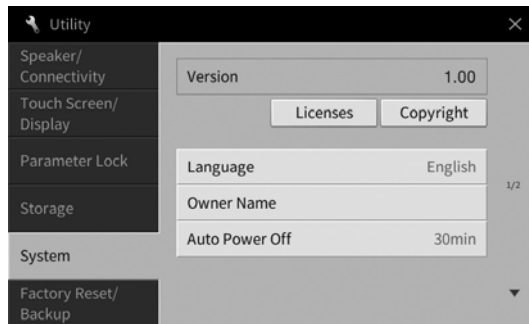 Utility
Speaker/
Connectivity
Touch Screen/
Display
Parameter Lock
Storage
System
Factory Reset/
Backup
Version 1.00
Licenses Copyright
Language English
Owner Name
Auto Power Off 30min
1/2